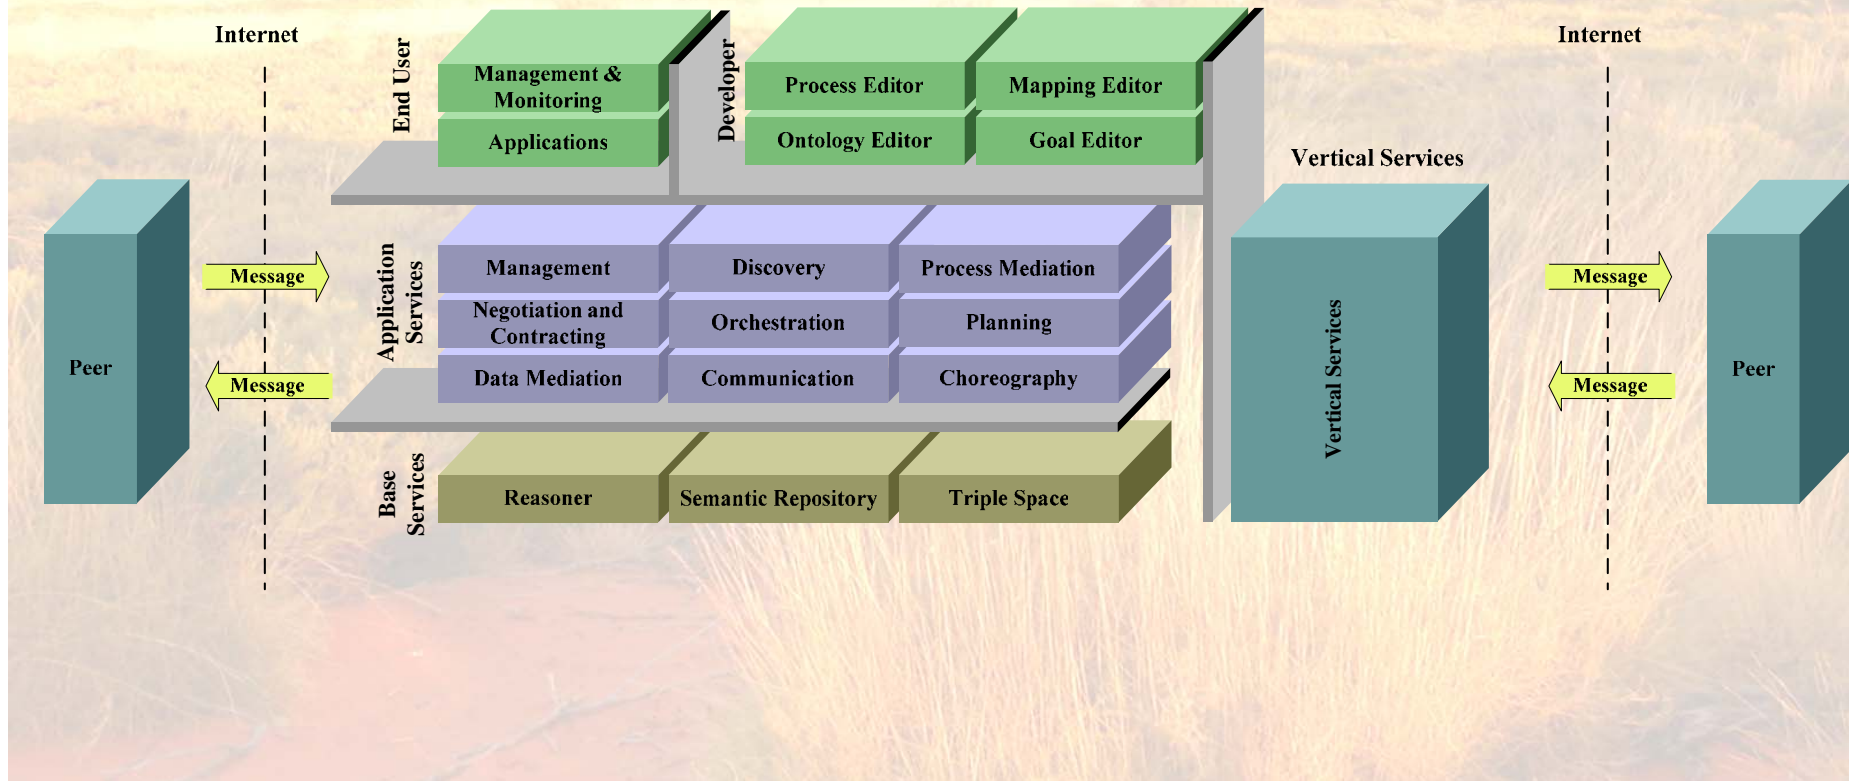 Internet
Internet
End User
Management &
Monitoring
Applications
Developer
Process Editor
Mapping Editor
Ontology Editor
Goal Editor
Vertical Services
Peer
Message
Message
Application
Services
Management
Discovery
Process Mediation
Negotiation and
Contracting
Orchestration
Planning
Data Mediation
Communication
Choreography
Base
Services
Reasoner
Semantic Repository
Triple Space
Vertical Services
Message
Message
Peer